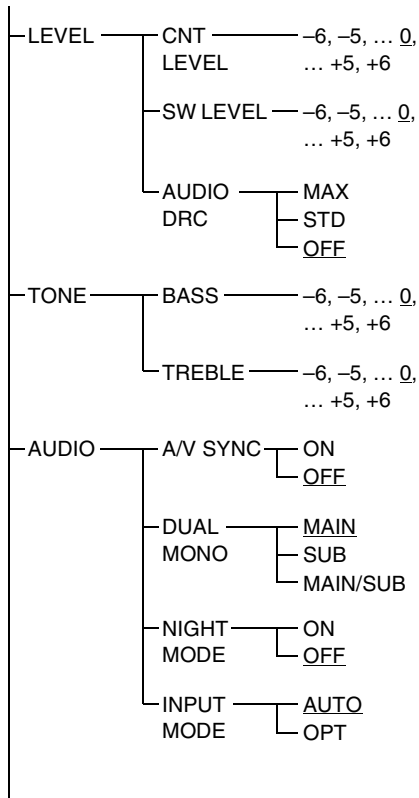 LEVEL CNT –6, –5, … 0,
LEVEL … +5, +6
SW LEVEL –6, –5, … 0,
… +5, +6
AUDIO MAX
DRC STD
OFF
TONE BASS –6, –5, … 0,
… +5, +6
TREBLE –6, –5, … 0,
… +5, +6
AUDIO A/V SYNC ON
OFF
DUAL MAIN
MONO SUB
MAIN/SUB
NIGHT ON
MODE OFF
INPUT AUTO
MODE OPT